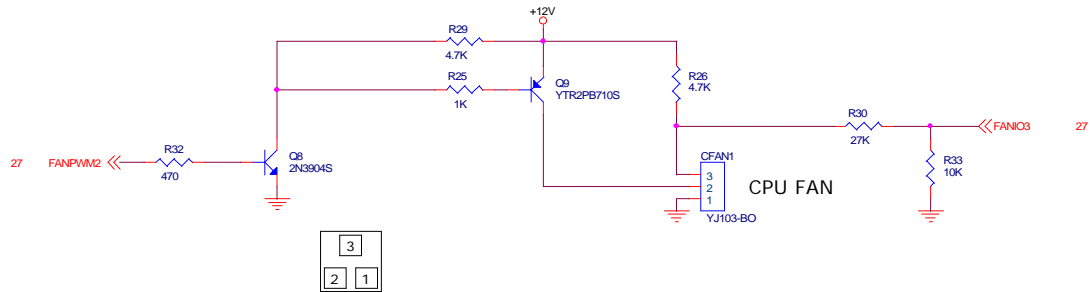 +12V
R29
4.7K
R25
1K
Q9
YTR2PB710S
R26
4.7K
R30
27K
FANIO3 27
27 FANPWM2
R32
470
Q8
2N3904S
R33
10K
CFAN1
3
2
1
CPU FAN
YJ103-BO
3
2 1